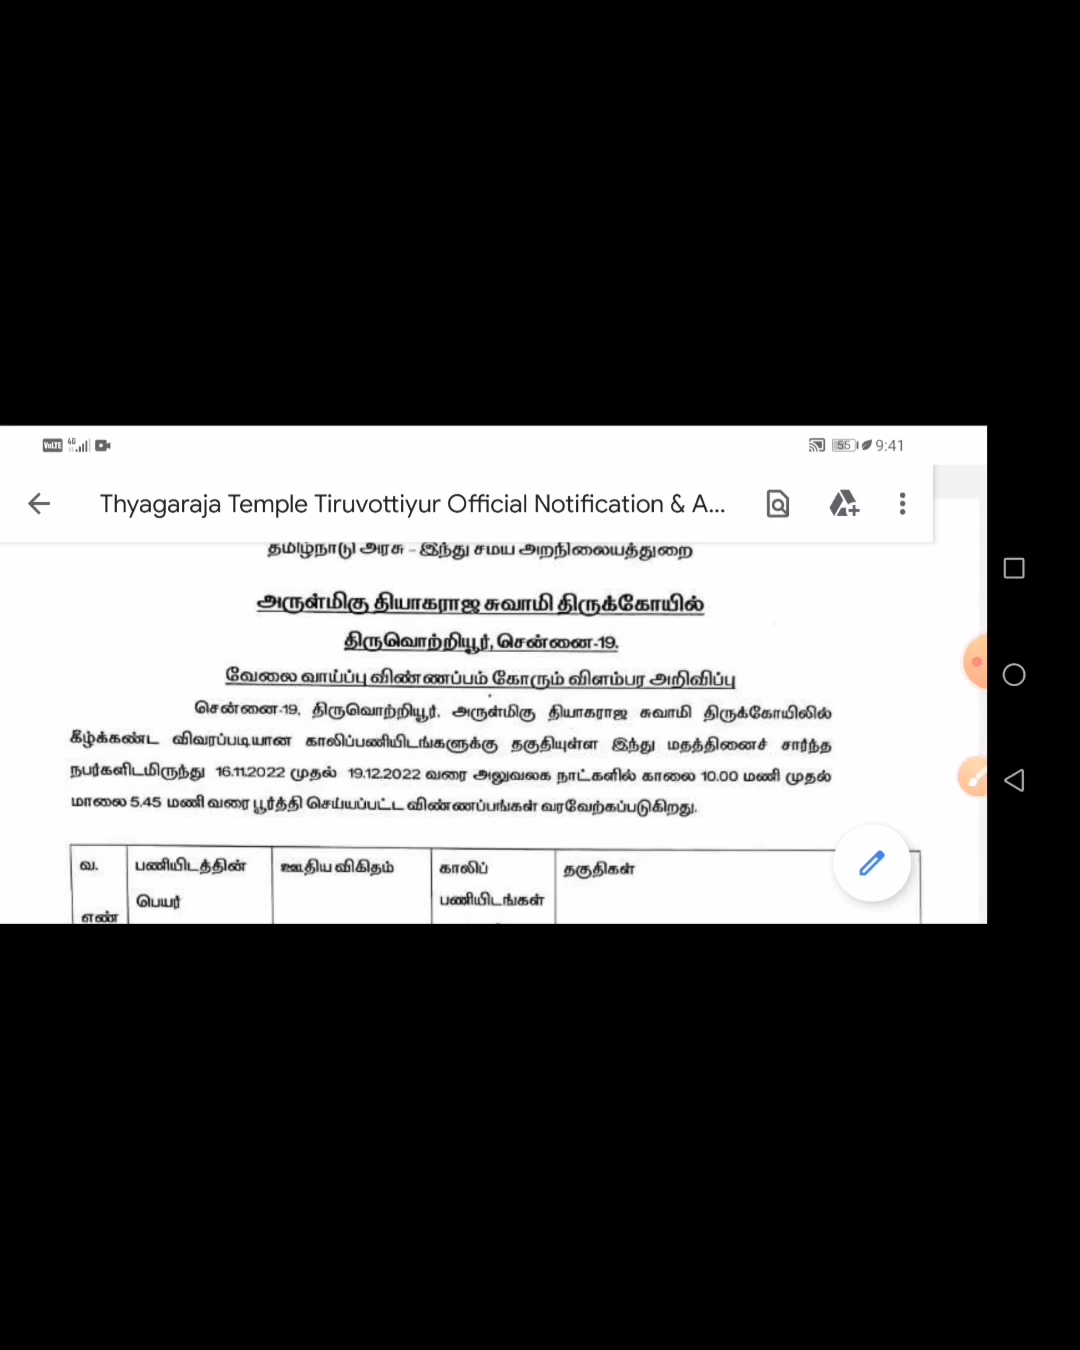 VoLTE 4G 55 9:41
Thyagaraja Temple Tiruvottiyur Official Notification & A...
தமிழ்நாடு அரசு - இந்து சமய அறநிலையத்துறை
அருள்மிகு தியாகராஜ சுவாமி திருக்கோயில்
திருவொற்றியூர், சென்னை-19.
வேலை வாய்ப்பு விண்ணப்பம் கோரும் விளம்பர அறிவிப்பு
சென்னை-19, திருவொற்றியூர், அருள்மிகு தியாகராஜ சுவாமி திருக்கோயிலில்
கீழ்க்கண்ட விவரப்படியான காலிப்பணியிடங்களுக்கு தகுதியுள்ள இந்து மதத்தினைச் சார்ந்த
நபர்களிடமிருந்து 16.11.2022 முதல் 19.12.2022 வரை அலுவலக நாட்களில் காலை 10.00 மணி முதல்
மாலை 5.45 மணி வரை பூர்த்தி செய்யப்பட்ட விண்ணப்பங்கள் வரவேற்கப்படுகிறது.
வ. பணியிடத்தின் ஊதிய விகிதம் காலிப் தகுதிகள்
பெயர் பணியிடங்கள்
எண்